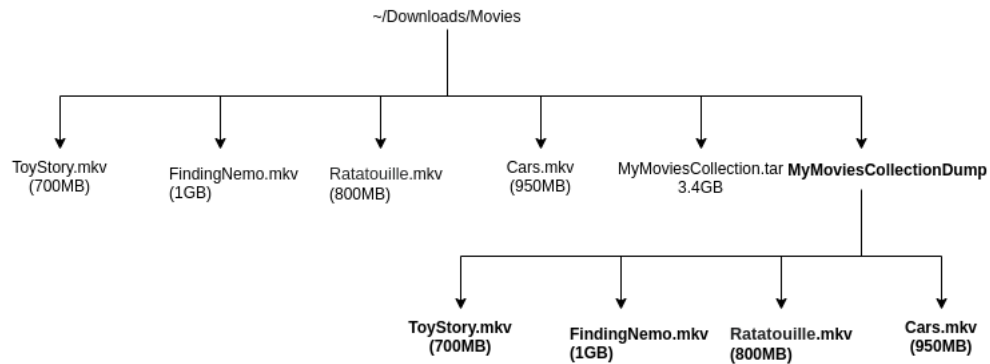 ~/Downloads/Movies
ToyStory.mkv
(700MB)
FindingNemo.mkv
(1GB)
Ratatouille.mkv
(800MB)
Cars.mkv
(950MB)
MyMoviesCollection.tar
3.4GB
MyMoviesCollectionDump
ToyStory.mkv
(700MB)
FindingNemo.mkv
(1GB)
Ratatouille.mkv
(800MB)
Cars.mkv
(950MB)